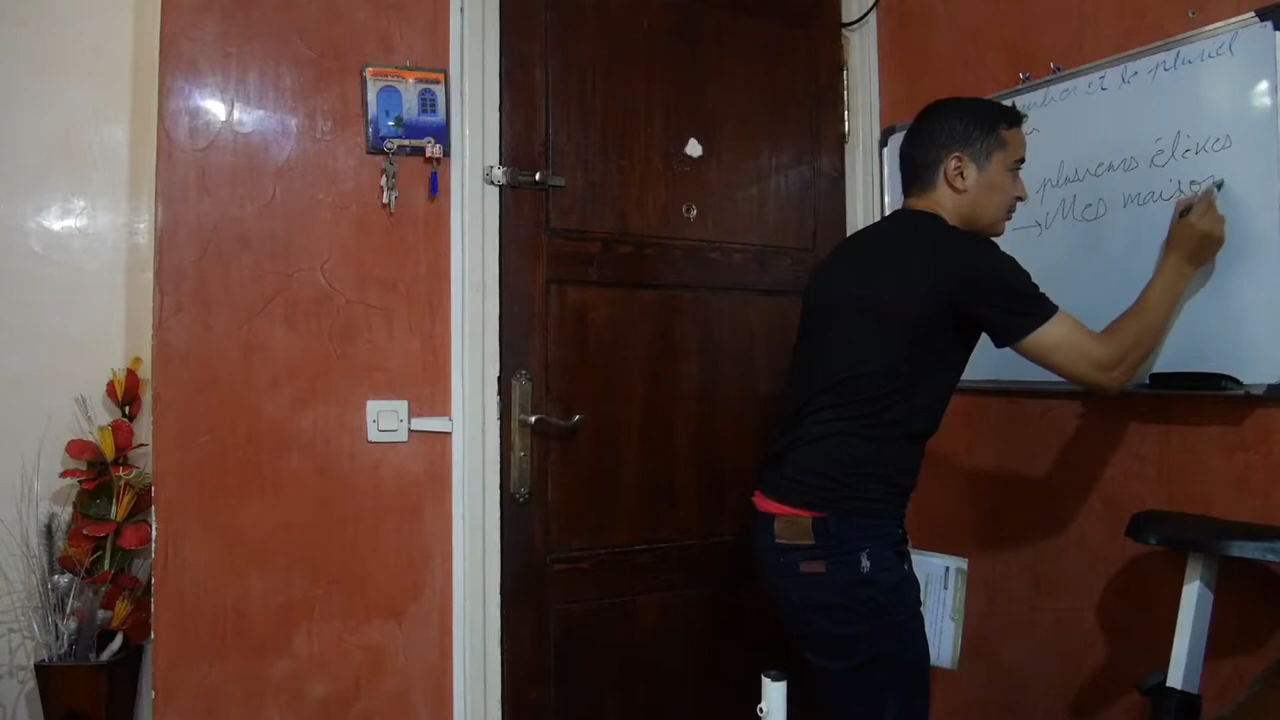 et le pluriel
plusieurs élèves
→ Mes maison